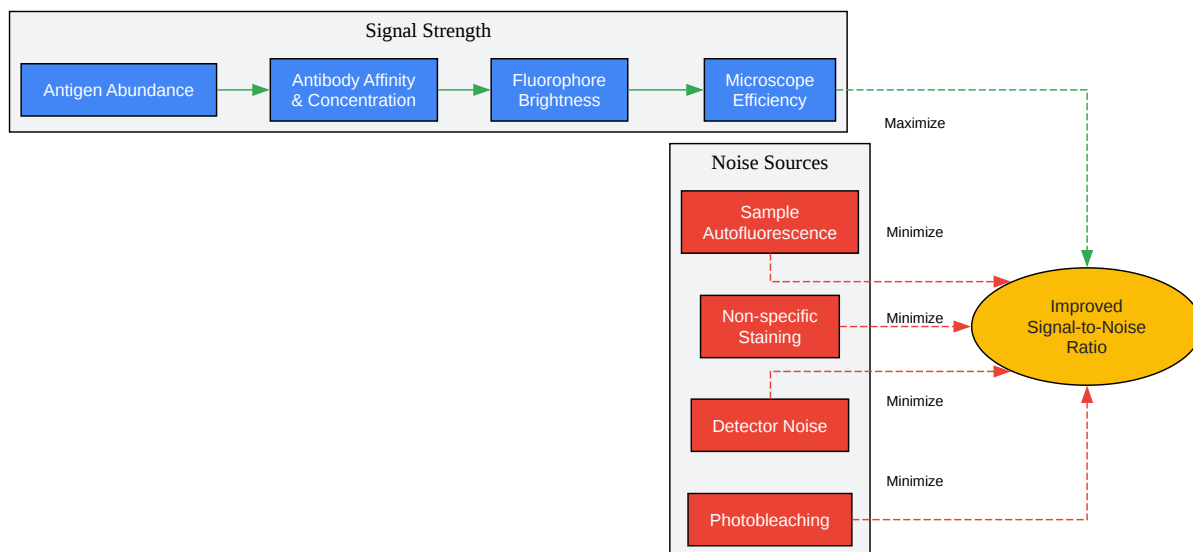 Signal Strength
Antigen Abundance
Antibody Affinity
& Concentration
Fluorophore
Brightness
Microscope
Efficiency
Maximize
Noise Sources
Sample
Autofluorescence
Minimize
Non-specific
Staining
Minimize
Improved
Signal-to-Noise
Ratio
Detector Noise
Minimize
Photobleaching
Minimize